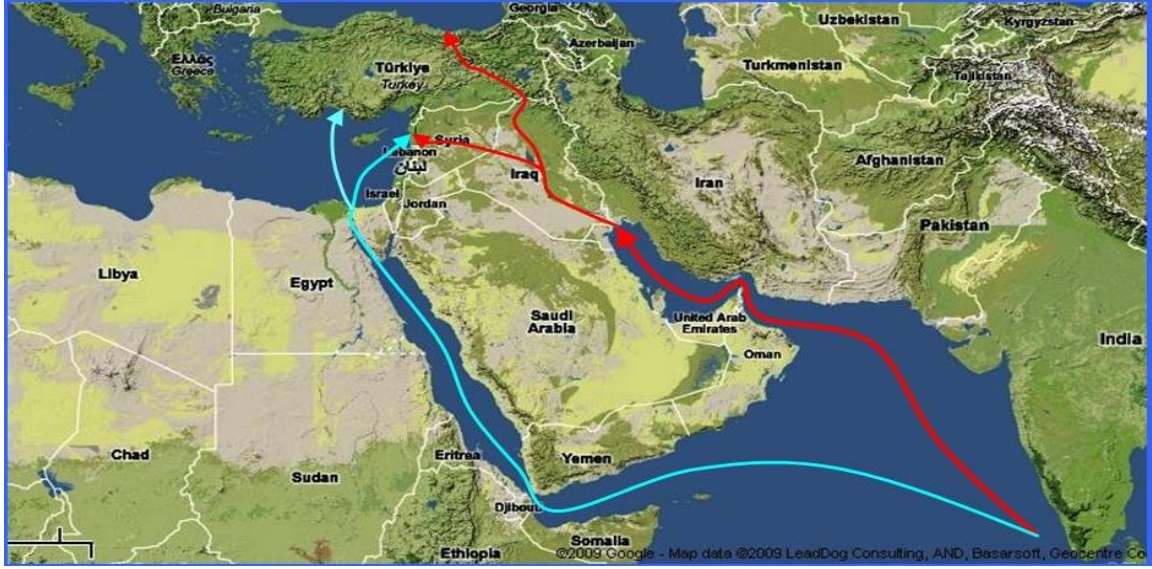 Bulgaria
Georgia
Uzbekistan
Kyrgyzstan
Ελλάς
Greece
Azerbaijan
Türkiye
Turkey
Turkmenistan
Tajikistan
Syria
Lebanon
لبنان
Afghanistan
Iraq
Iran
Israel
Jordan
Pakistan
Libya
Egypt
Saudi
Arabia
United Arab
Emirates
India
Oman
Chad
Eritrea
Yemen
Sudan
Djibouti
Somalia
Ethiopia
©2009 Google - Map data ©2009 LeadDog Consulting, AND, Basarsoft, Geocentre Co